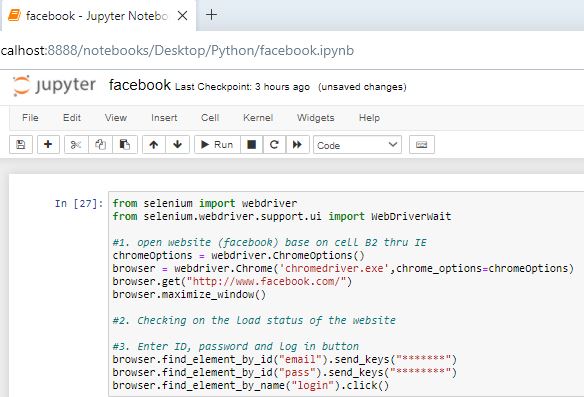 facebook - Jupyter Notebo
calhost:8888/notebooks/Desktop/Python/facebook.ipynb
jupyter facebook Last Checkpoint: 3 hours ago (unsaved changes)
File Edit View Insert Cell Kernel Widgets Help
Run Code
In [27]: from selenium import webdriver
from selenium.webdriver.support.ui import WebDriverWait
#1. open website (facebook) base on cell B2 thru IE
chromeOptions = webdriver.ChromeOptions()
browser = webdriver.Chrome('chromedriver.exe',chrome_options=chromeOptions)
browser.get("http://www.facebook.com/")
browser.maximize_window()
#2. Checking on the Load status of the website
#3. Enter ID, password and log in button
browser.find_element_by_id("email").send_keys("*******")
browser.find_element_by_id("pass").send_keys("********")
browser.find_element_by_name("login").click()